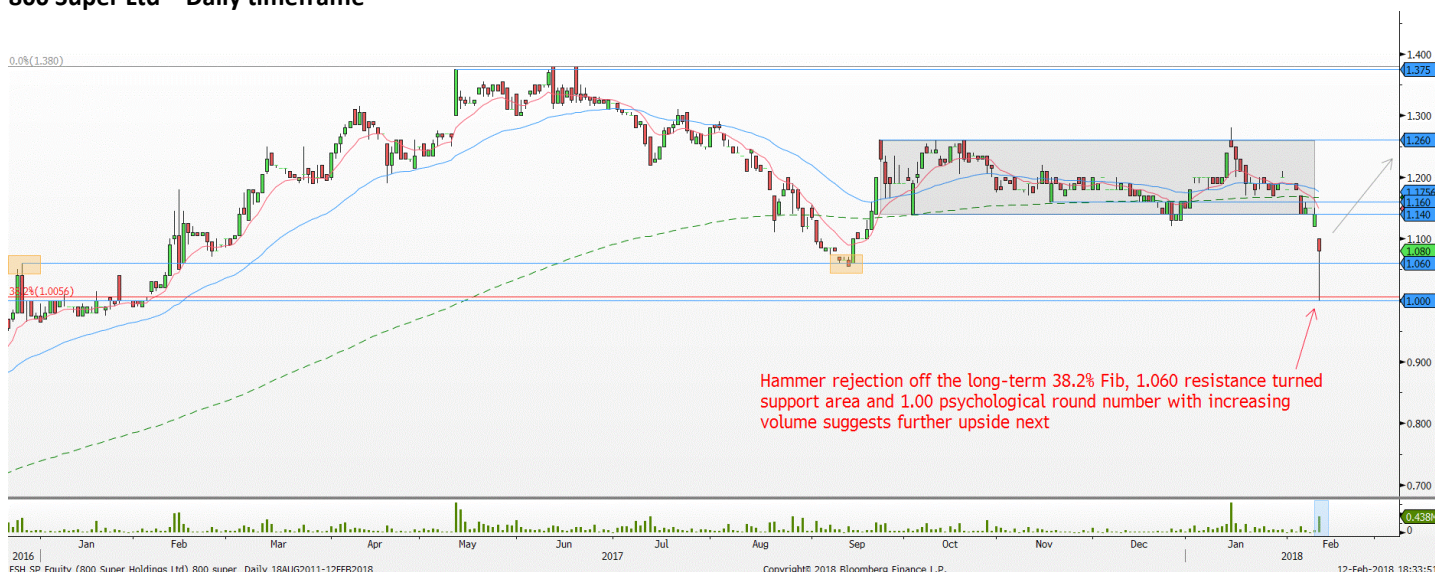 800 Super Ltd – Daily timeframe
0.0%(1.380)
1.400
1.375
1.300
1.260
1.200
1.1756
1.160
1.140
1.100
1.080
1.060
38.2%(1.0056)
1.000
0.900
Hammer rejection off the long-term 38.2% Fib, 1.060 resistance turned
support area and 1.00 psychological round number with increasing
volume suggests further upside next
0.800
0.700
0.438M
0
Jan Feb Mar Apr May Jun Jul Aug Sep Oct Nov Dec Jan Feb
2016 2017 2018
ESH SP Equity (800 Super Holdings Ltd) 800 super Daily 18AUG2011-12FEB2018 Copyright© 2018 Bloomberg Finance L.P. 12-Feb-2018 18:33:51